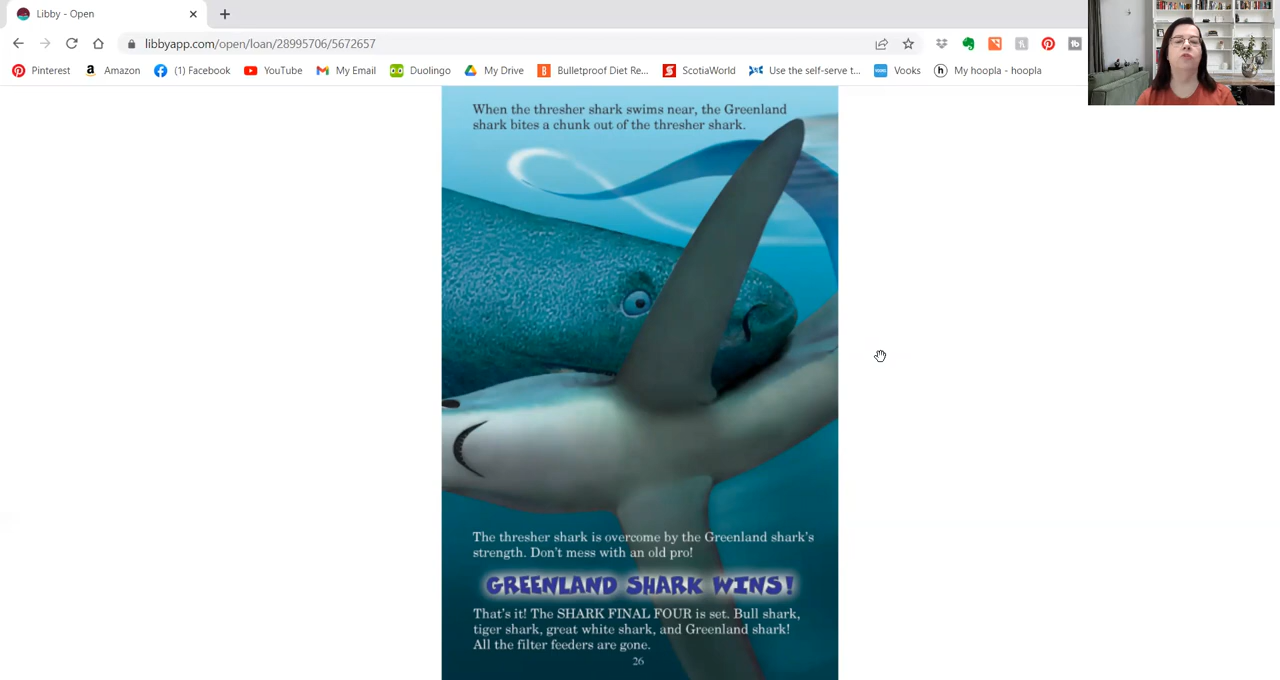 Libby - Open
libbyapp.com/open/loan/28995706/5672657
Pinterest Amazon (1) Facebook YouTube My Email Duolingo My Drive Bulletproof Diet Re... ScotiaWorld Use the self-serve t... Vooks My hoopla - hoopla
When the thresher shark swims near, the Greenland
shark bites a chunk out of the thresher shark.
The thresher shark is overcome by the Greenland shark's
strength. Don't mess with an old pro!
GREENLAND SHARK WINS!
That's it! The SHARK FINAL FOUR is set. Bull shark,
tiger shark, great white shark, and Greenland shark!
All the filter feeders are gone.
26